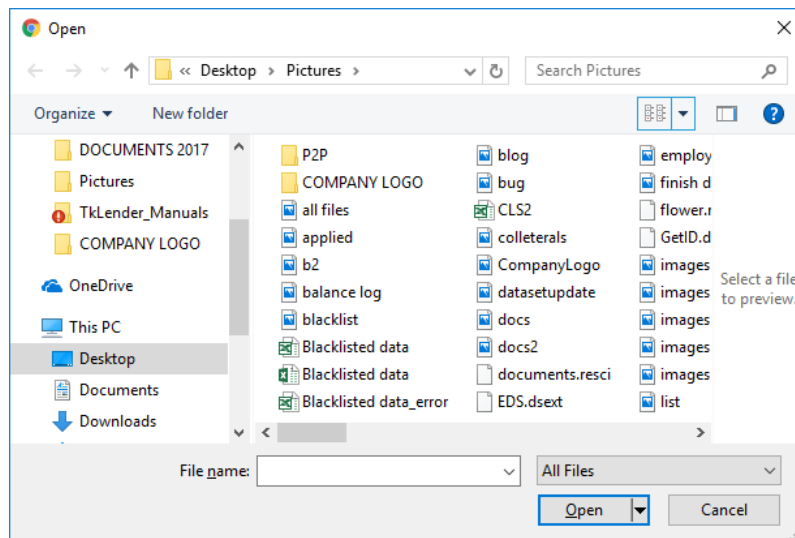 Open
« Desktop > Pictures >
Search Pictures
Organize
New folder
DOCUMENTS 2017
Pictures
TkLender_Manuals
COMPANY LOGO
OneDrive
This PC
Desktop
Documents
Downloads
P2P
COMPANY LOGO
all files
applied
b2
balance log
blacklist
Blacklisted data
Blacklisted data
Blacklisted data_error
blog
bug
CLS2
colleterals
CompanyLogo
datasetupdate
docs
docs2
documents.resci
EDS.dsext
employ
finish d
flower.r
GetID.d
images
images
images
images
images
list
Select a file
to preview.
File name:
All Files
Open
Cancel